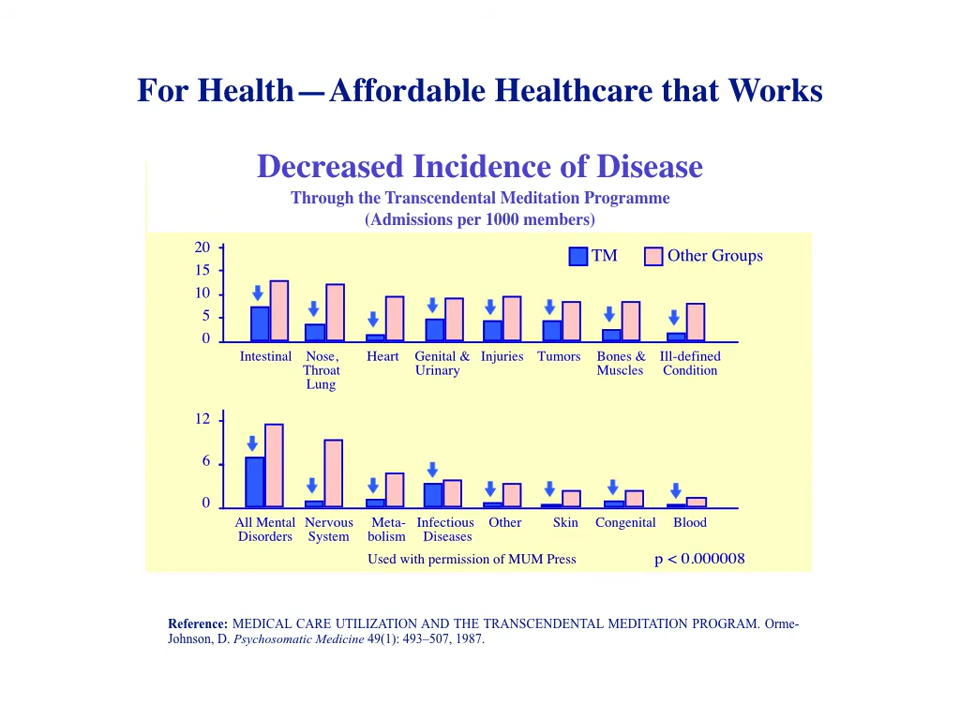 For Health—Affordable Healthcare that Works
Decreased Incidence of Disease
Through the Transcendental Meditation Programme
(Admissions per 1000 members)
20
15
10
5
0
TM
Other Groups
Intestinal
Nose,
Throat
Lung
Heart
Genital &
Urinary
Injuries
Tumors
Bones &
Muscles
Ill-defined
Condition
12
6
0
All Mental
Disorders
Nervous
System
Meta-
bolism
Infectious
Diseases
Other
Skin
Congenital
Blood
Used with permission of MUM Press
p < 0.000008
Reference: MEDICAL CARE UTILIZATION AND THE TRANSCENDENTAL MEDITATION PROGRAM. Orme-
Johnson, D. Psychosomatic Medicine 49(1): 493–507, 1987.